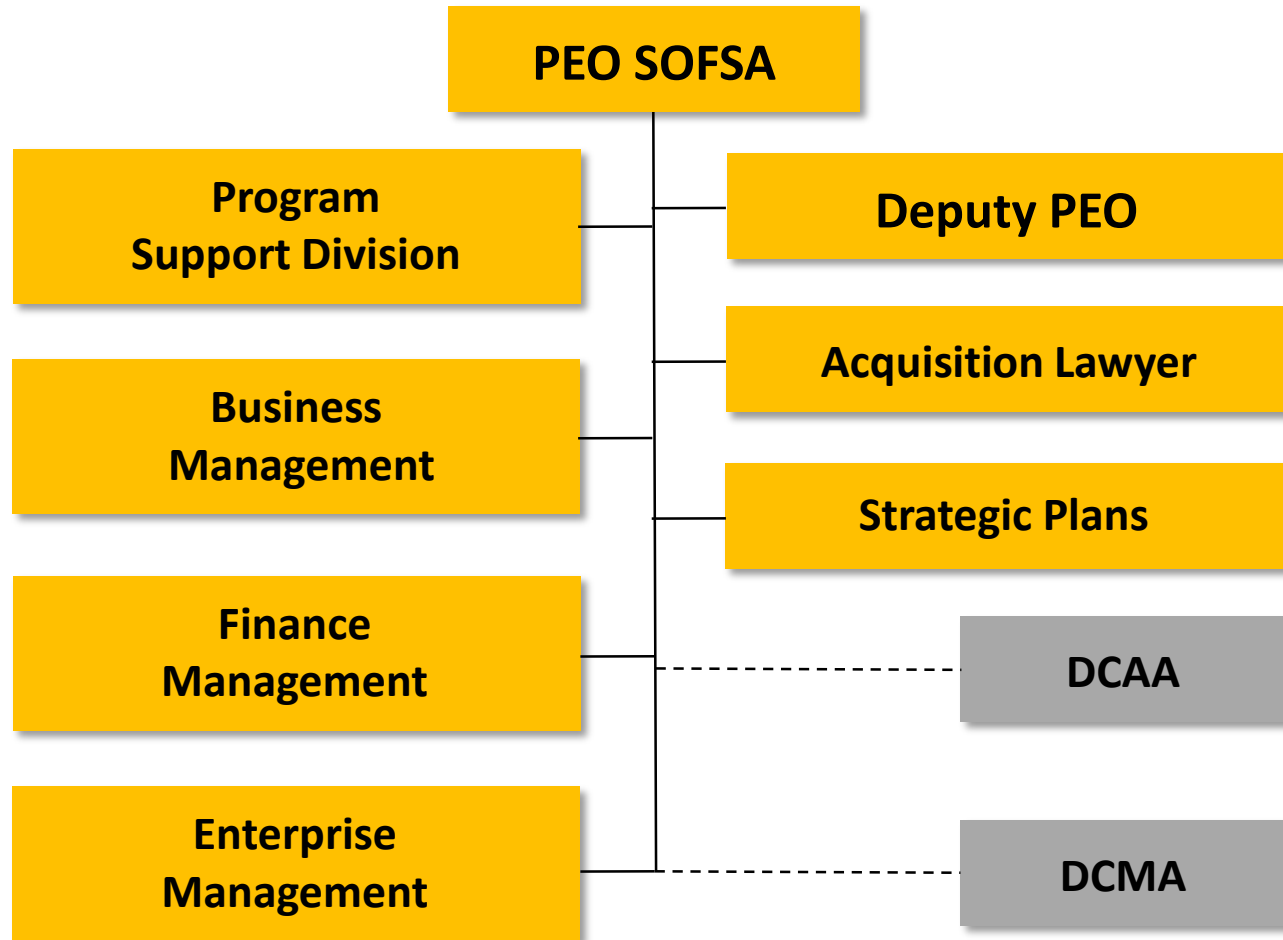 PEO SOFSA
Program
Support Division
Deputy PEO
Acquisition Lawyer
Business
Management
Strategic Plans
Finance
Management
DCAA
Enterprise
Management
DCMA